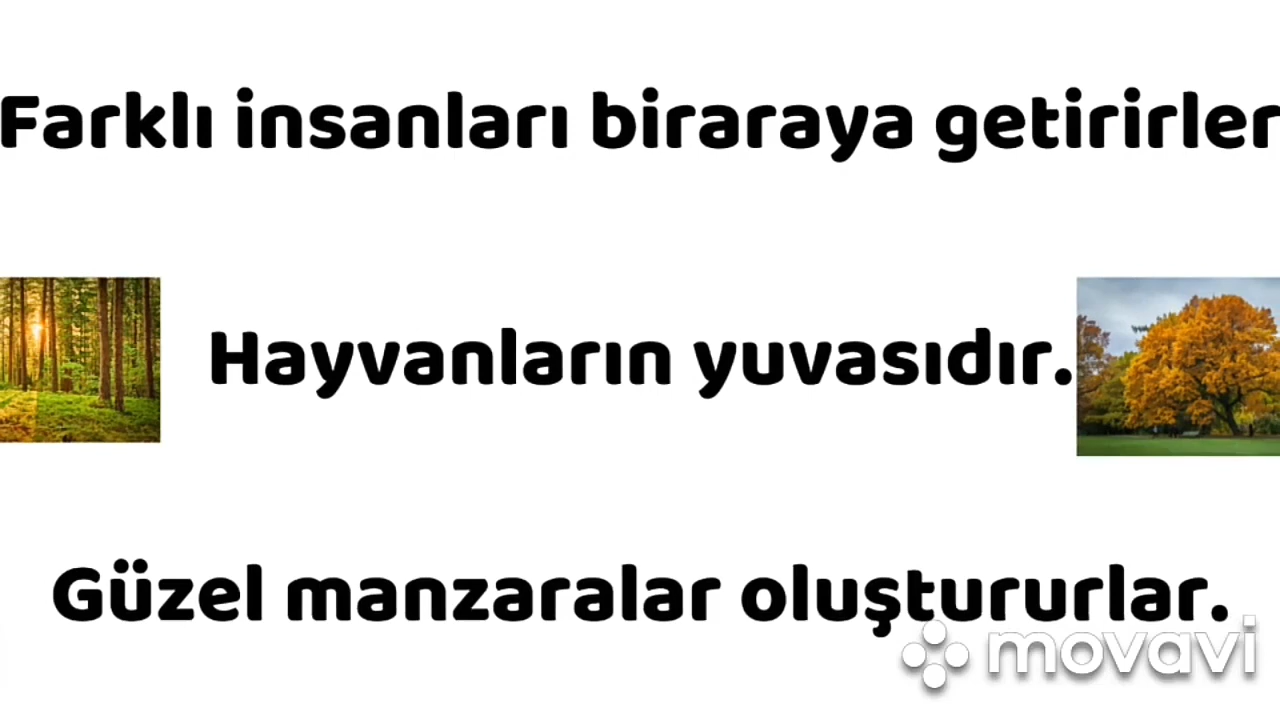 Farklı insanları biraraya getirirler
Hayvanların yuvasıdır.
Güzel manzaralar oluştururlar.
movavi